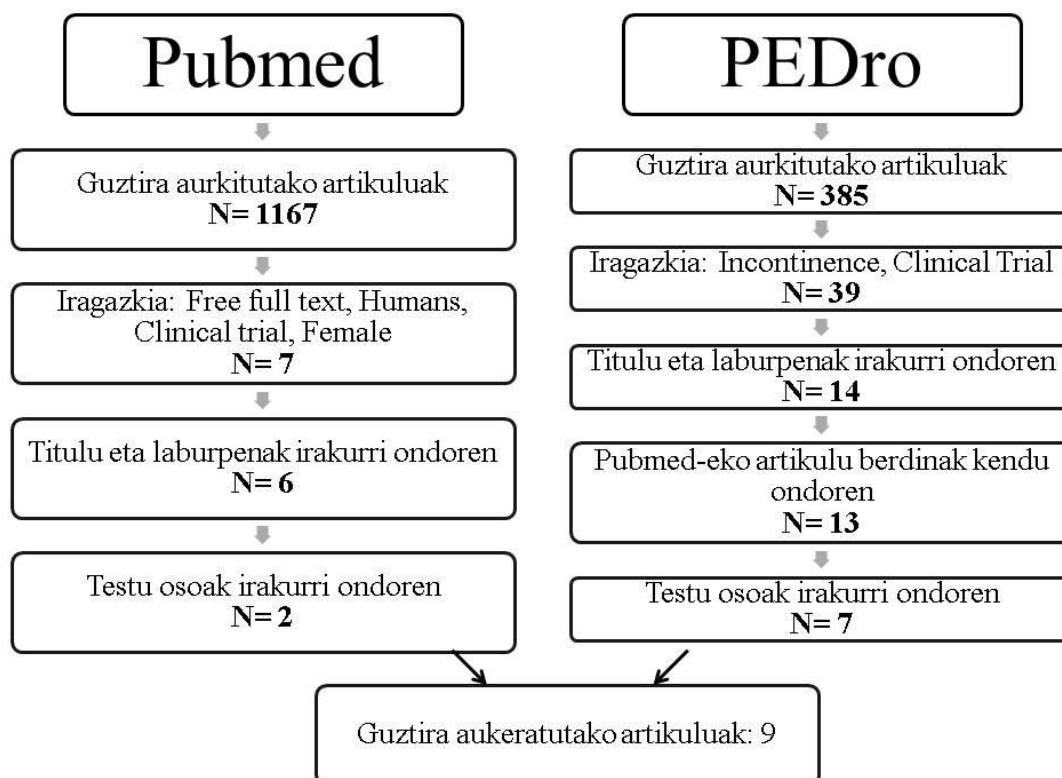 Pubmed
Guztira aurkitutako artikuluak
N= 1167
Iragazkia: Free full text, Humans,
Clinical trial, Female
N= 7
Titulu eta laburpenak irakurri ondoren
N= 6
Testu osoak irakurri ondoren
N= 2
PEDro
Guztira aurkitutako artikuluak
N= 385
Iragazkia: Incontinence, Clinical Trial
N= 39
Titulu eta laburpenak irakurri ondoren
N= 14
Pubmed-eko artikulu berdinak kendu
ondoren
N= 13
Testu osoak irakurri ondoren
N= 7
Guztira aukeratutako artikuluak: 9